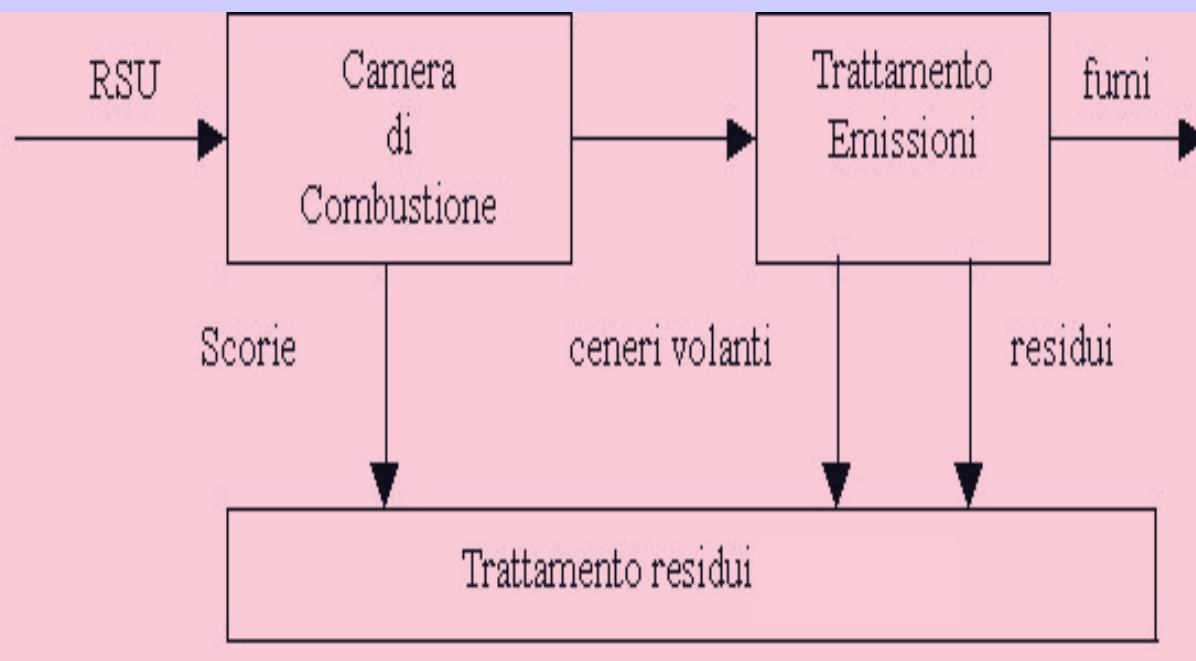 RSU
Camera
di
Combustione
Trattamento
Emissioni
fumi
Scorie
ceneri volanti
residui
Trattamento residui